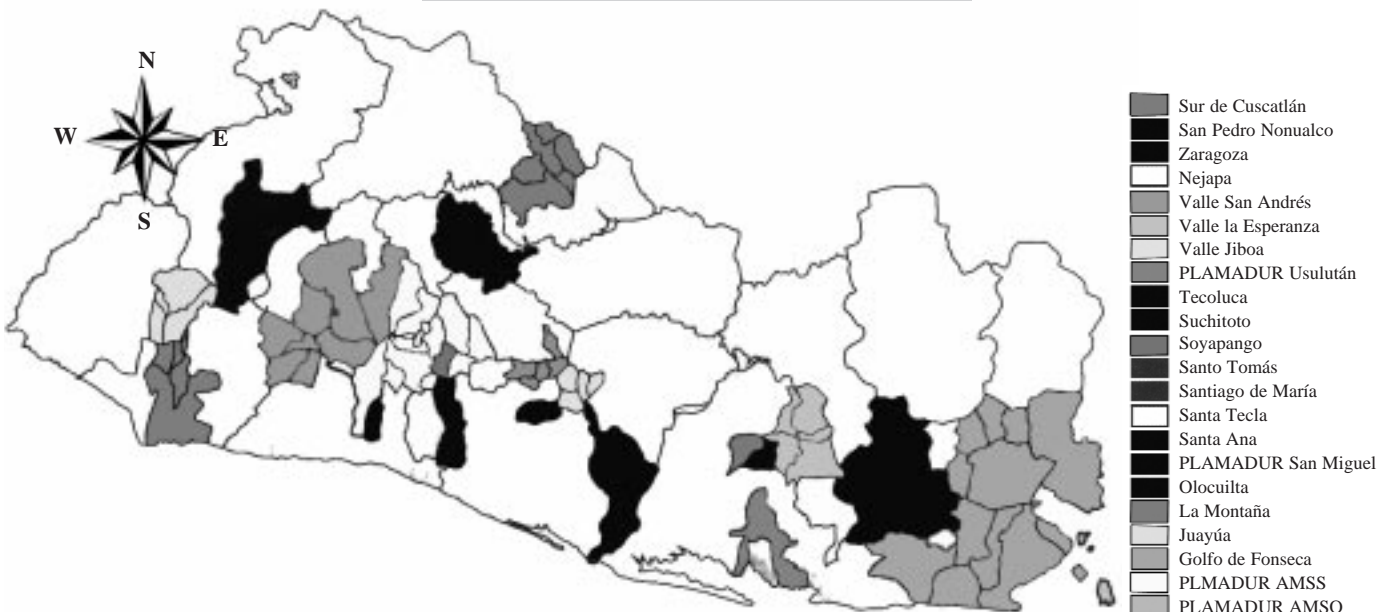 N
W
E
S
Sur de Cuscatlán
San Pedro Nonualco
Zaragoza
Nejapa
Valle San Andrés
Valle la Esperanza
Valle Jiboa
PLAMADUR Usulután
Tecoluca
Suchitoto
Soyapango
Santo Tomás
Santiago de María
Santa Tecla
Santa Ana
PLAMADUR San Miguel
Olocuilta
La Montaña
Juayúa
Golfo de Fonseca
PLMADUR AMSS
PLAMADUR AMSO